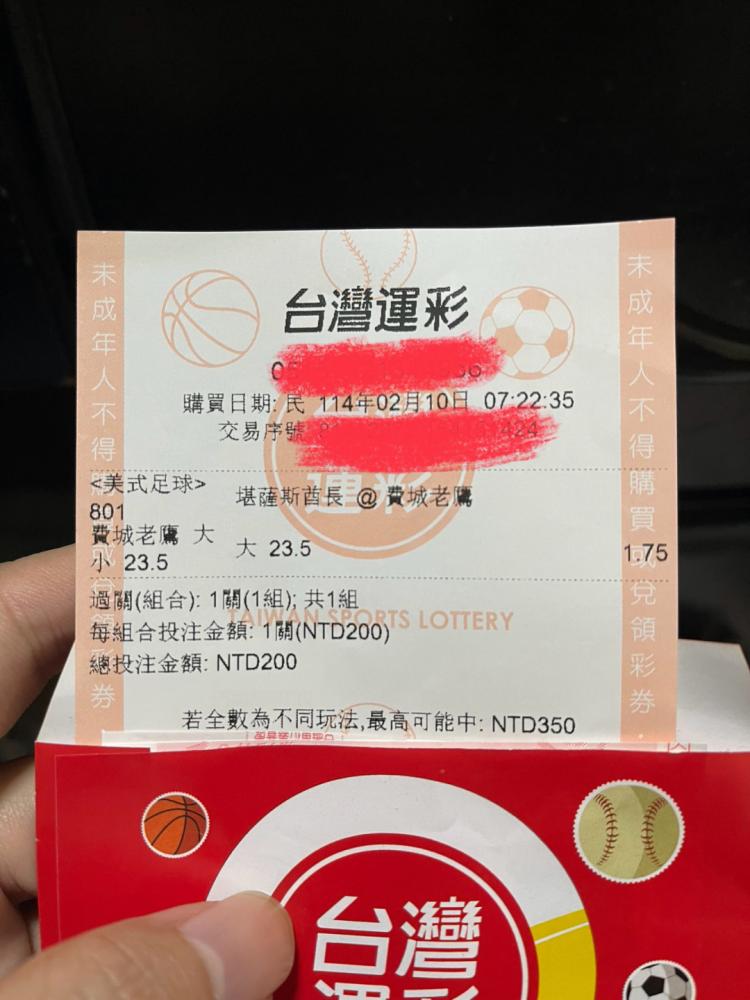 台灣運彩
購買日期: 民 114年02月10日 07:22:35
交易序號
424
<美式足球>
801
堪薩斯酋長 @ 費城老鷹
費城老鷹 大
小 23.5
大 23.5
1.75
過關(組合): 1關(1組); 共1組
每組合投注金額: 1關(NTD200)
總投注金額: NTD200
若全數為不同玩法,最高可能中: NTD350
TAIWAN SPORTS LOTTERY
運彩
未成年人不得購買或兌領彩券
未成年人不得購買或兌領彩券
台灣
運彩